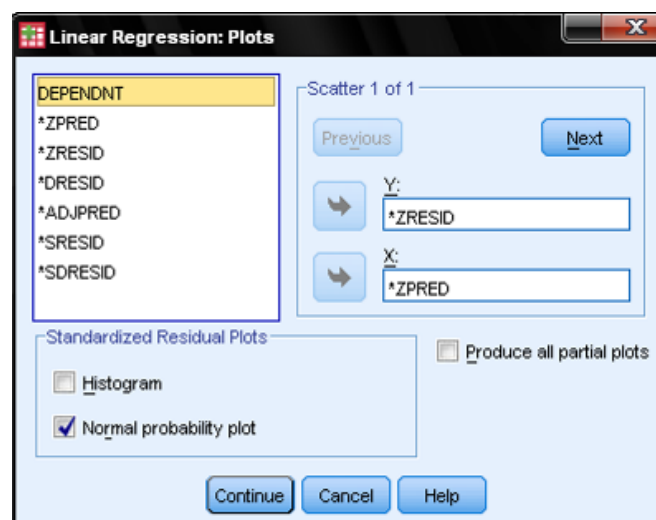 Linear Regression: Plots
DEPENDNT
*ZPRED
*ZRESID
*DRESID
*ADJPRED
*SRESID
*SDRESID
Scatter 1 of 1
Previous
Next
Y:
*ZRESID
X:
*ZPRED
Standardized Residual Plots
Histogram
Normal probability plot
Produce all partial plots
Continue
Cancel
Help